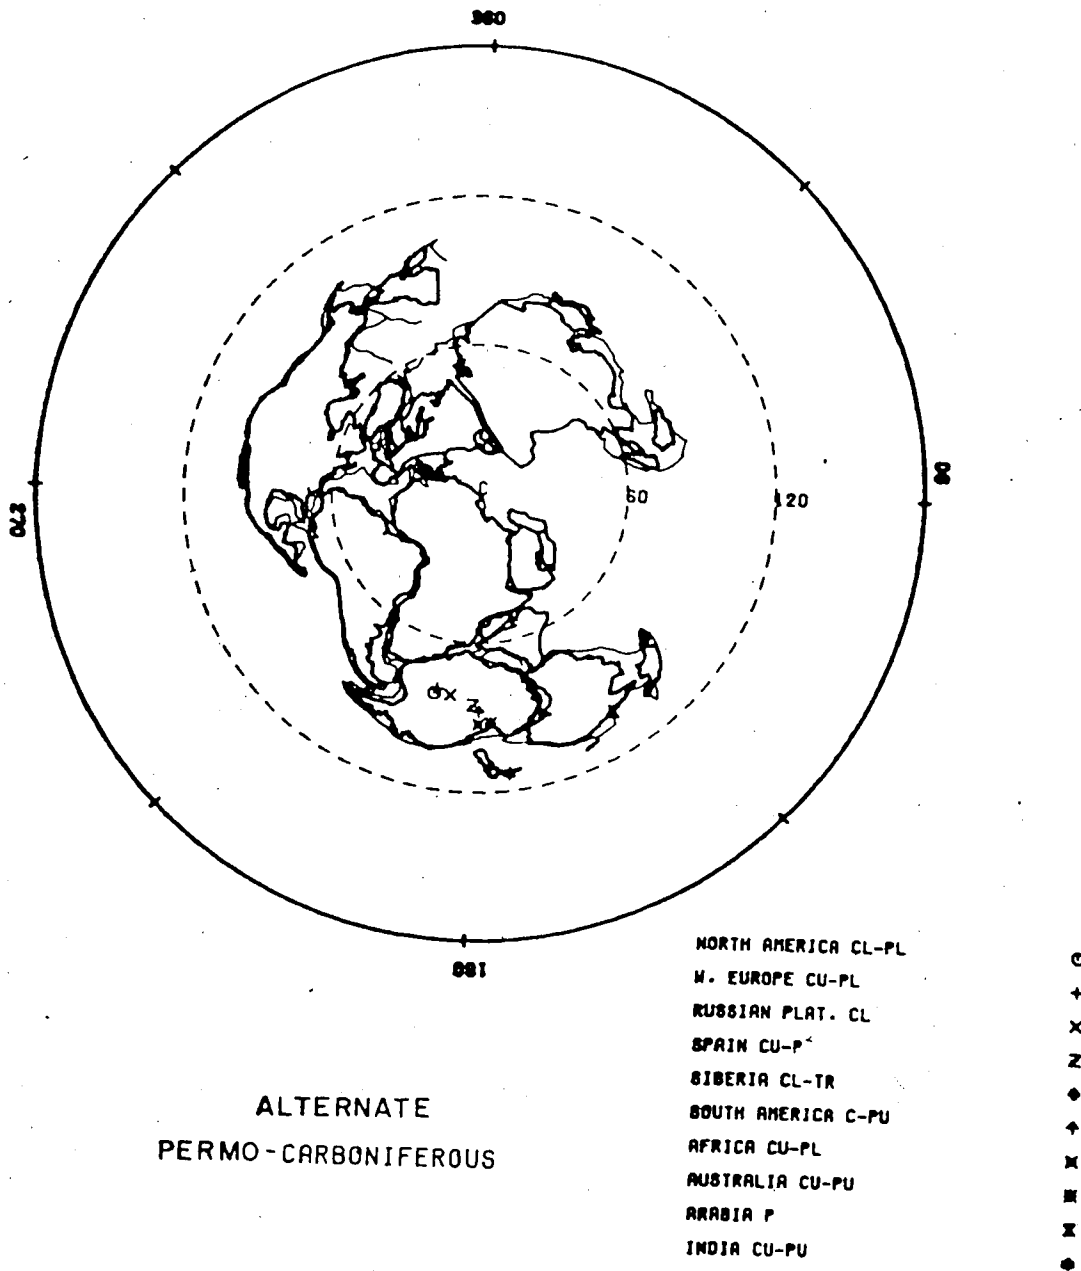 360
90
60
120
270
180
NORTH AMERICA CL-PL
W. EUROPE CU-PL
RUSSIAN PLAT. CL
SPAIN CU-P
SIBERIA CL-TR
SOUTH AMERICA C-PU
AFRICA CU-PL
AUSTRALIA CU-PU
ARABIA P
INDIA CU-PU
ALTERNATE
PERMO-CARBONIFEROUS